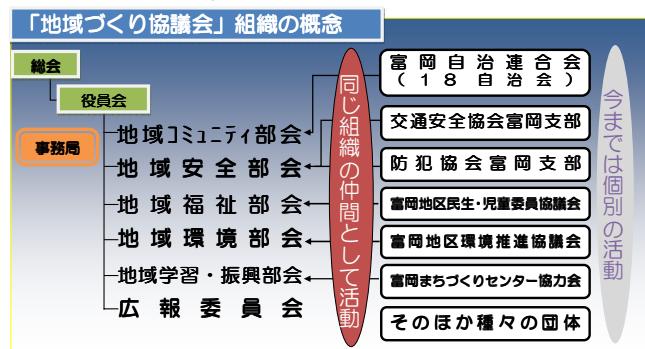 「地域づくり協議会」組織の概念
総会
役員会
事務局
地域コミュニティ部会
地域安全部会
地域福祉部会
地域環境部会
地域学習・振興部会
広報委員会
同じ組織の仲間として活動
富岡自治連合会
(18自治会)
交通安全協会富岡支部
防犯協会富岡支部
富岡地区民生・児童委員協議会
富岡地区環境推進協議会
富岡まちづくりセンター協力会
そのほか種々の団体
今までは個別の活動